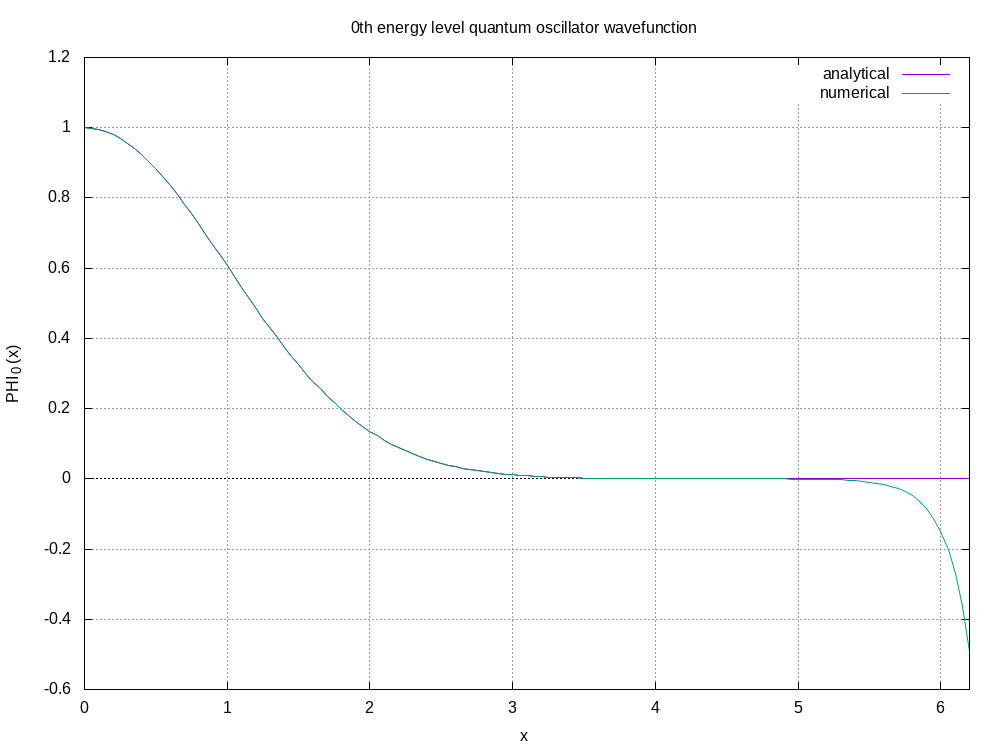 0th energy level quantum oscillator wavefunction
1.2
analytical
numerical
1
0.8
0.6
0.4
PHI0(x)
0.2
0
-0.2
-0.4
-0.6
0 1 2 3 4 5 6
x